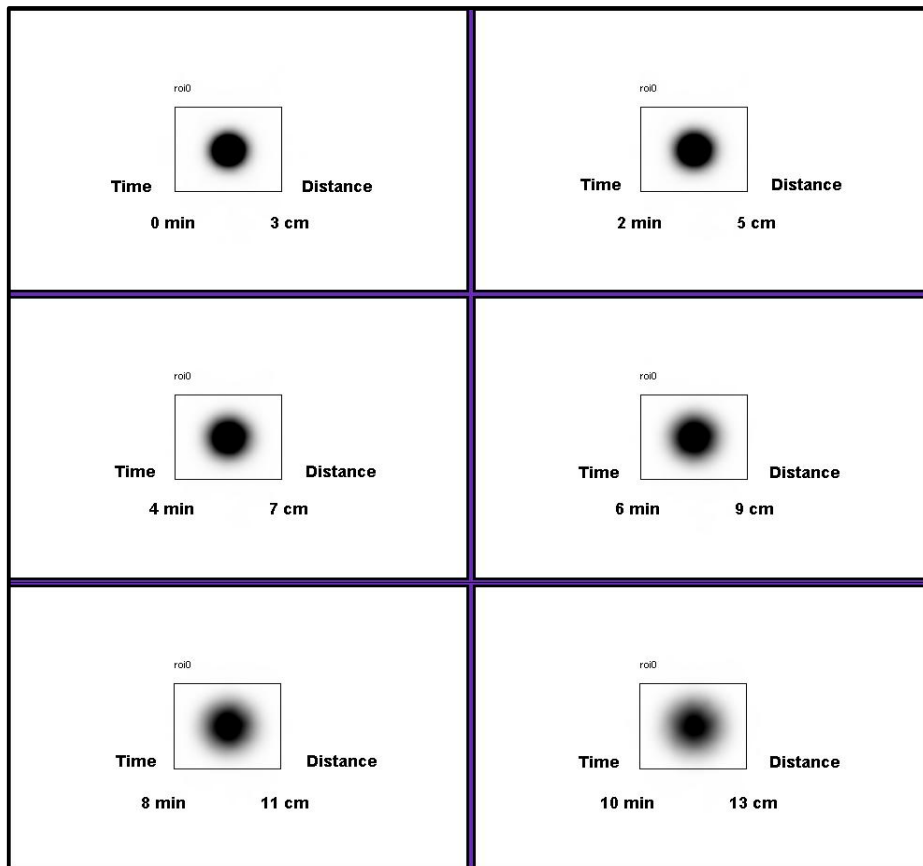 roi0
Time Distance
0 min 3 cm
roi0
Time Distance
2 min 5 cm
roi0
Time Distance
4 min 7 cm
roi0
Time Distance
6 min 9 cm
roi0
Time Distance
8 min 11 cm
roi0
Time Distance
10 min 13 cm